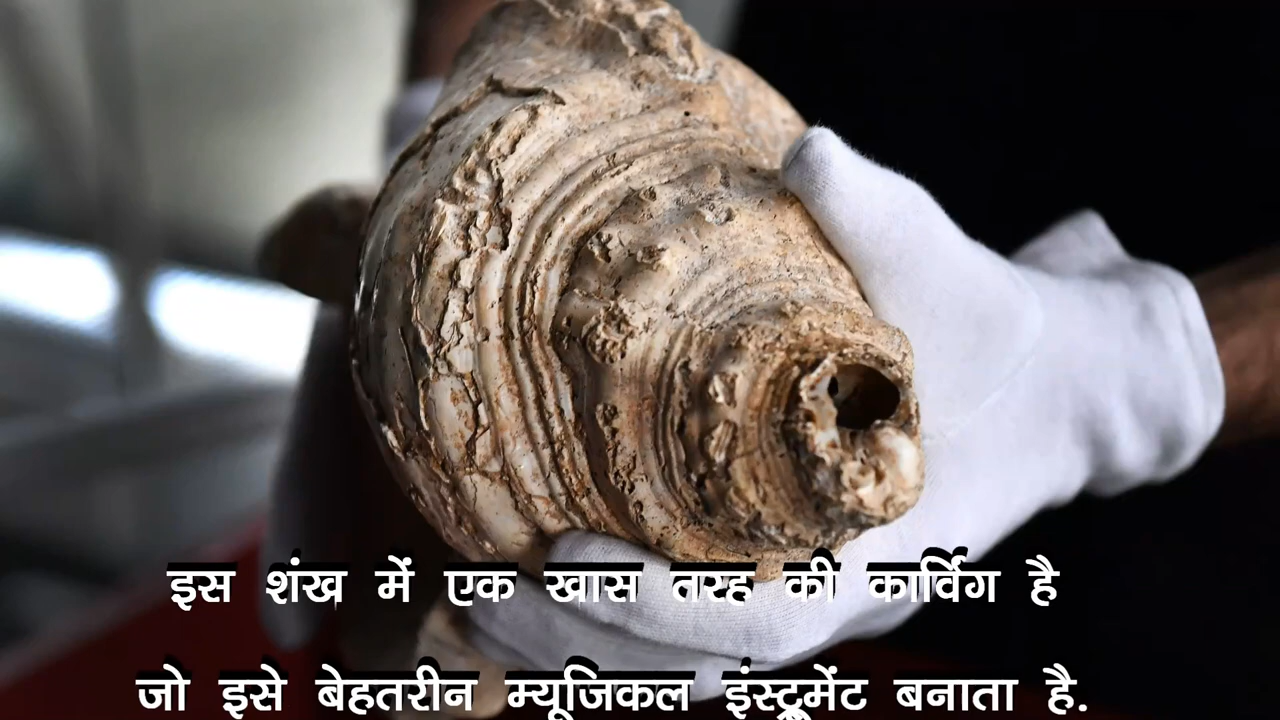 इस शंख में एक खास तरह की कार्विंग है
जो इसे बेहतरीन म्यूजिकल इंस्ट्रूमेंट बनाता है.